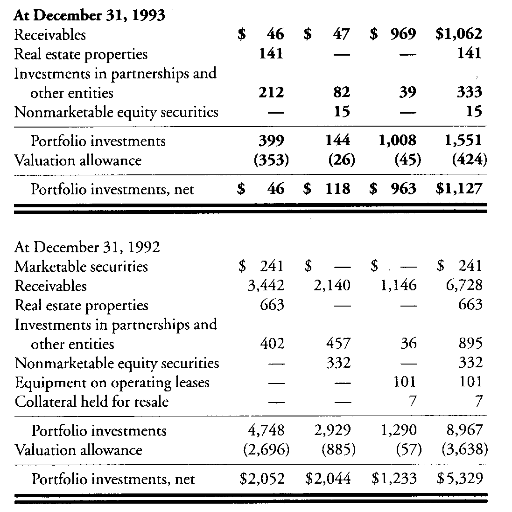 At December 31, 1993
Receivables $ 46 $ 47 $ 969 $1,062
Real estate properties 141 — — 141
Investments in partnerships and
other entities 212 82 39 333
Nonmarketable equity securities — 15 — 15
Portfolio investments 399 144 1,008 1,551
Valuation allowance (353) (26) (45) (424)
Portfolio investments, net $ 46 $ 118 $ 963 $1,127
At December 31, 1992
Marketable securities $ 241 $ — $ — $ 241
Receivables 3,442 2,140 1,146 6,728
Real estate properties 663 — — 663
Investments in partnerships and
other entities 402 457 36 895
Nonmarketable equity securities — 332 — 332
Equipment on operating leases — — 101 101
Collateral held for resale — — 7 7
Portfolio investments 4,748 2,929 1,290 8,967
Valuation allowance (2,696) (885) (57) (3,638)
Portfolio investments, net $2,052 $2,044 $1,233 $5,329